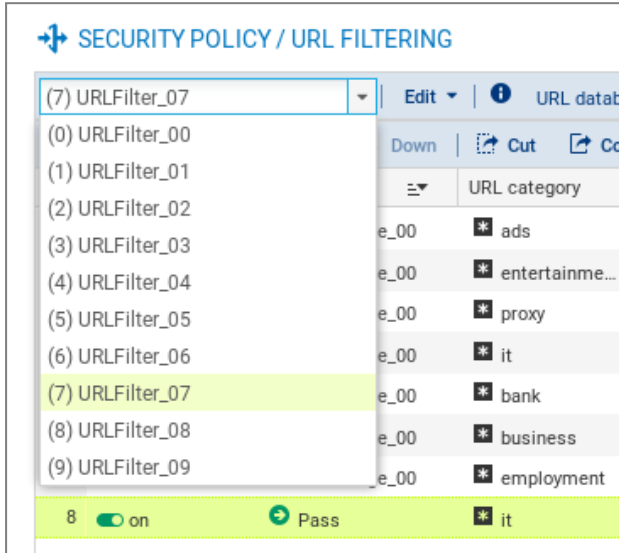 SECURITY POLICY / URL FILTERING
(7) URLFilter_07 Edit URL datab
(0) URLFilter_00 Down Cut Co
(1) URLFilter_01 URL category
(2) URLFilter_02 e_00 ads
(3) URLFilter_03 e_00 entertainme...
(4) URLFilter_04 e_00 proxy
(5) URLFilter_05
(6) URLFilter_06 e_00 it
(7) URLFilter_07 e_00 bank
(8) URLFilter_08 e_00 business
(9) URLFilter_09 e_00 employment
8 on Pass it